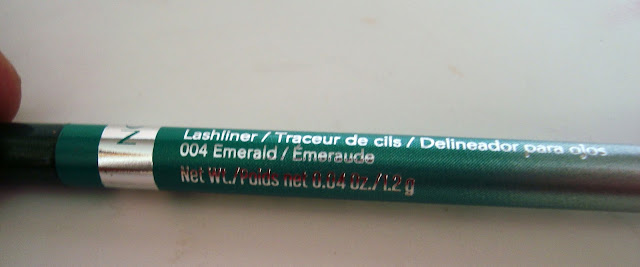 Lashliner / Traceur de cils / Delineador para ojos
004 Emerald / Émeraude
Net Wt./Poids net 0.04 Oz./1.2 g